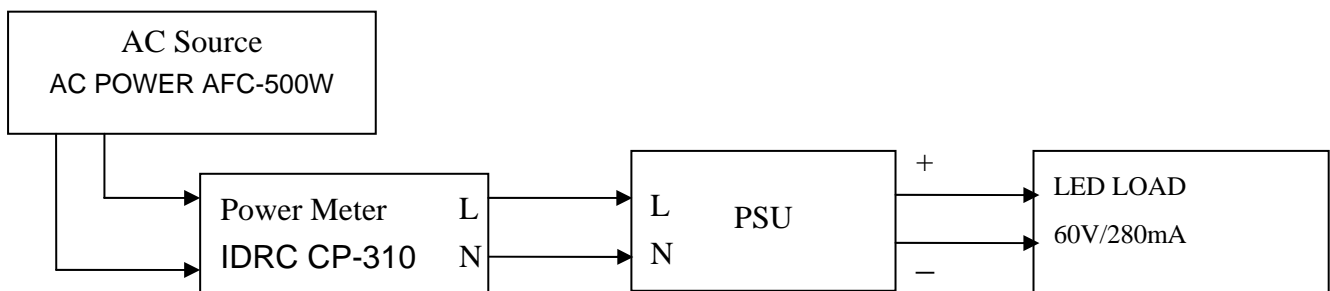 AC Source
AC POWER AFC-500W
Power Meter
IDRC CP-310
L
N
L
N
PSU
+
–
LED LOAD
60V/280mA